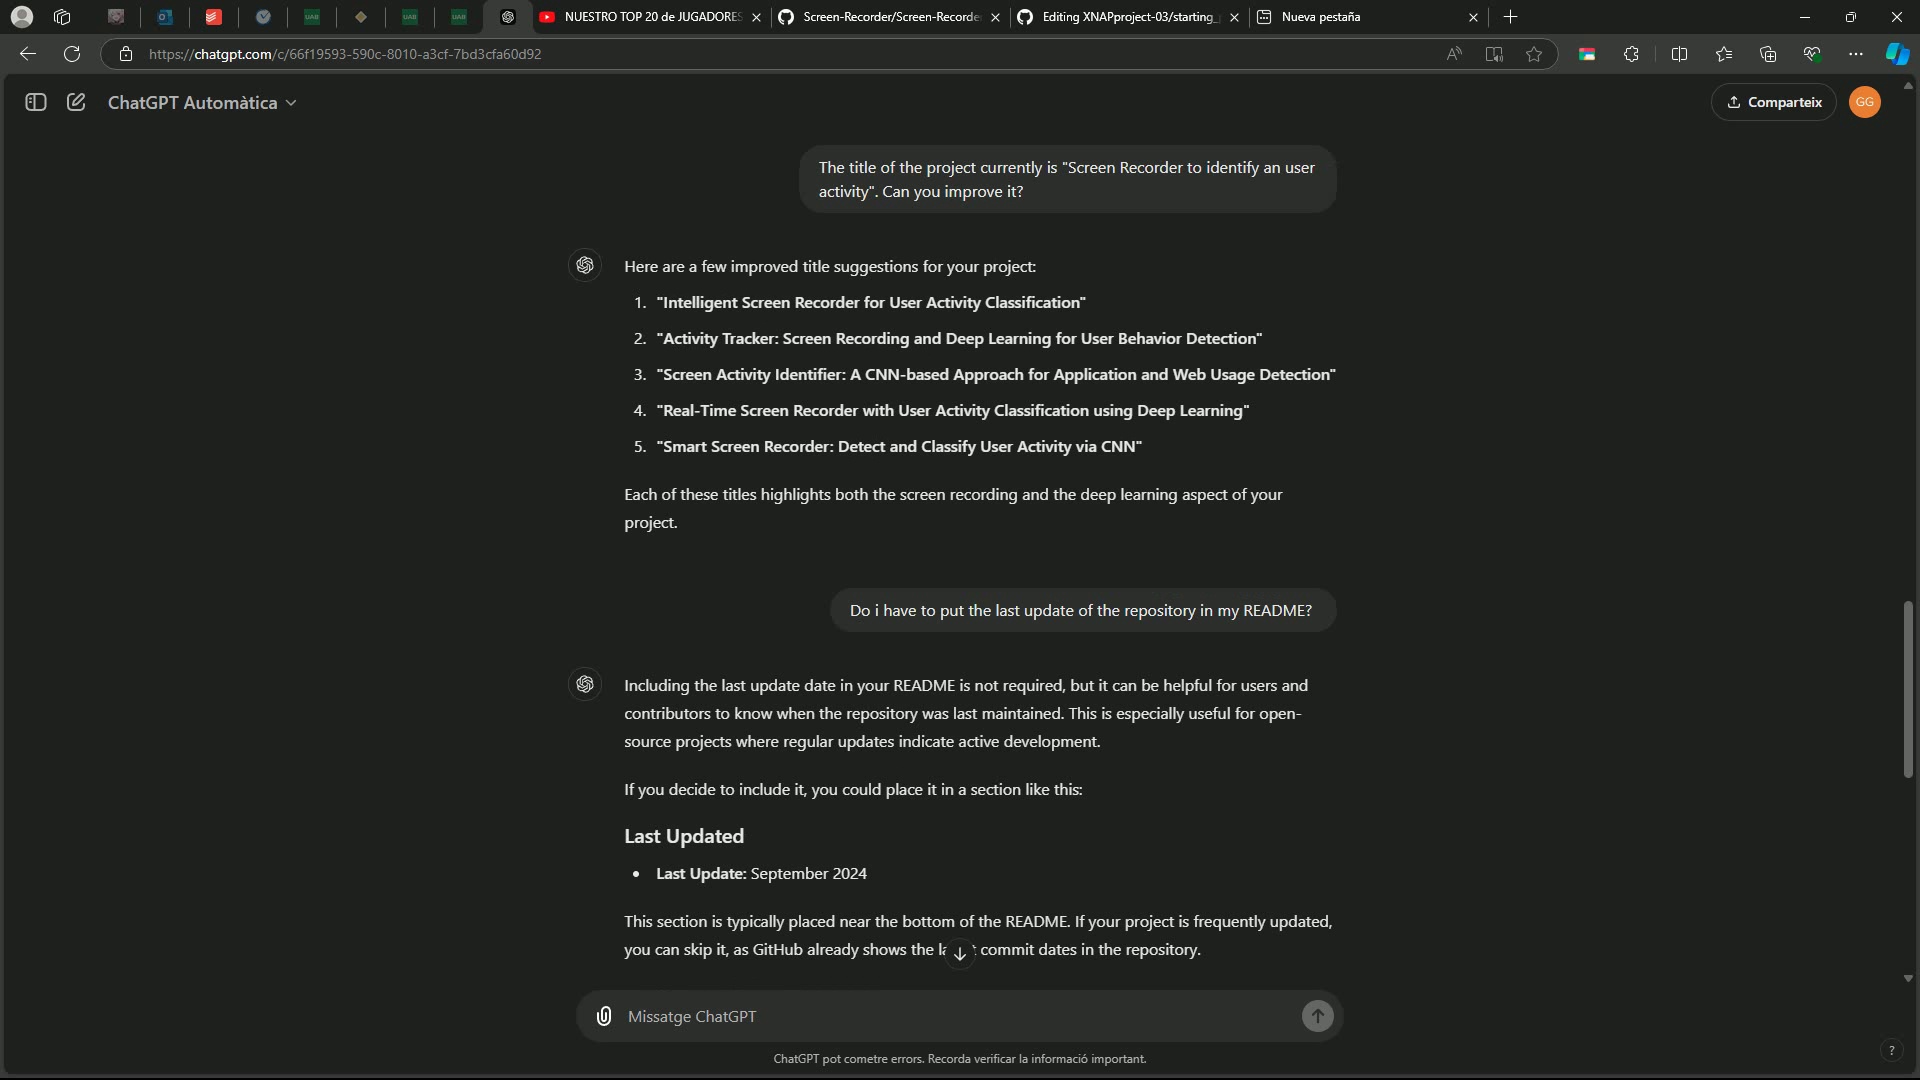 NUESTRO TOP 20 de JUGADORES
Screen-Recorder/Screen-Recorde
Editing XNAPproject-03/starting_
Nueva pestaña
https://chatgpt.com/c/66f19593-590c-8010-a3cf-7bd3cfa60d92
ChatGPT Automàtica
Comparteix
GG
The title of the project currently is "Screen Recorder to identify an user
activity". Can you improve it?
Here are a few improved title suggestions for your project:
1. "Intelligent Screen Recorder for User Activity Classification"
2. "Activity Tracker: Screen Recording and Deep Learning for User Behavior Detection"
3. "Screen Activity Identifier: A CNN-based Approach for Application and Web Usage Detection"
4. "Real-Time Screen Recorder with User Activity Classification using Deep Learning"
5. "Smart Screen Recorder: Detect and Classify User Activity via CNN"
Each of these titles highlights both the screen recording and the deep learning aspect of your
project.
Do i have to put the last update of the repository in my README?
Including the last update date in your README is not required, but it can be helpful for users and
contributors to know when the repository was last maintained. This is especially useful for open-
source projects where regular updates indicate active development.
If you decide to include it, you could place it in a section like this:
Last Updated
• Last Update: September 2024
This section is typically placed near the bottom of the README. If your project is frequently updated,
you can skip it, as GitHub already shows the commit dates in the repository.
Missatge ChatGPT
ChatGPT pot cometre errors. Recorda verificar la informació important.
?